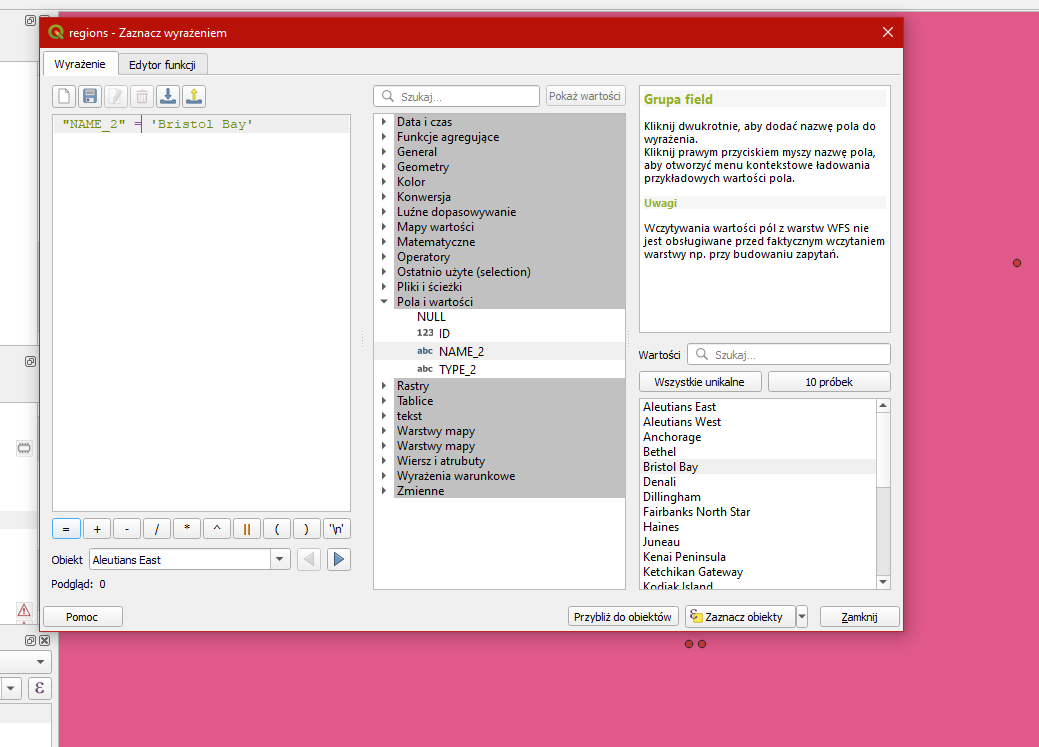 regions - Zaznacz wyrażeniem
Wyrażenie
Edytor funkcji
"NAME_2" = 'Bristol Bay'
=
+
-
/
*
^
||
(
)
'\n'
Obiekt
Aleutians East
Podgląd: 0
Szukaj...
Pokaż wartości
Data i czas
Funkcje agregujące
General
Geometry
Kolor
Konwersja
Luźne dopasowywanie
Mapy wartości
Matematyczne
Operatory
Ostatnio użyte (selection)
Pliki i ścieżki
Pola i wartości
NULL
123 ID
abc NAME_2
abc TYPE_2
Rastry
Tablice
tekst
Warstwy mapy
Warstwy mapy
Wiersz i atrubuty
Wyrażenia warunkowe
Zmienne
Grupa field
Kliknij dwukrotnie, aby dodać nazwę pola do
wyrażenia.
Kliknij prawym przyciskiem myszy nazwę pola,
aby otworzyć menu kontekstowe ładowania
przykładowych wartości pola.
Uwagi
Wczytywania wartości pól z warstw WFS nie
jest obsługiwane przed faktycznym wczytaniem
warstwy np. przy budowaniu zapytań.
Wartości
Szukaj...
Wszystkie unikalne
10 próbek
Aleutians East
Aleutians West
Anchorage
Bethel
Bristol Bay
Denali
Dillingham
Fairbanks North Star
Haines
Juneau
Kenai Peninsula
Ketchikan Gateway
Kodiak Island
Pomoc
Przybliż do obiektów
Zaznacz obiekty
Zamknij
ε